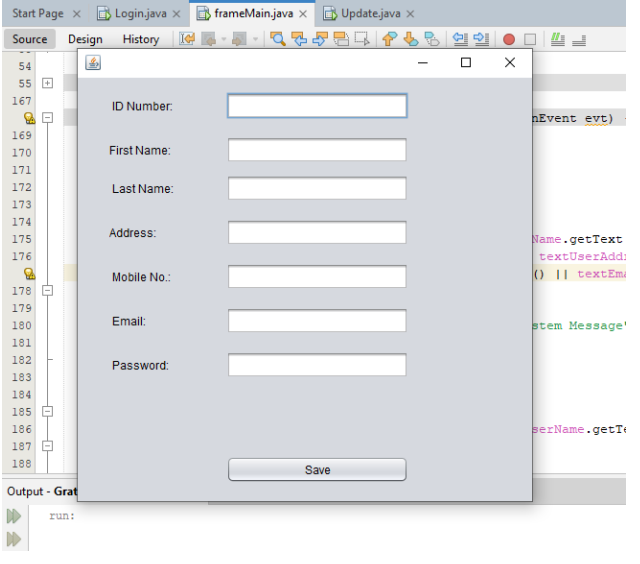 Start Page × Login.java × frameMain.java × Update.java ×
Source Design History
54
55
167
nEvent evt)
169
170
171
172
173
174
175 Name.getText
176 textUserAddr
() || textEma
178
179
180 stem Message"
181
182
183
184
185
186 serName.getTe
187
188
ID Number:
First Name:
Last Name:
Address:
Mobile No.:
Email:
Password:
Save
Output - Grat
run: